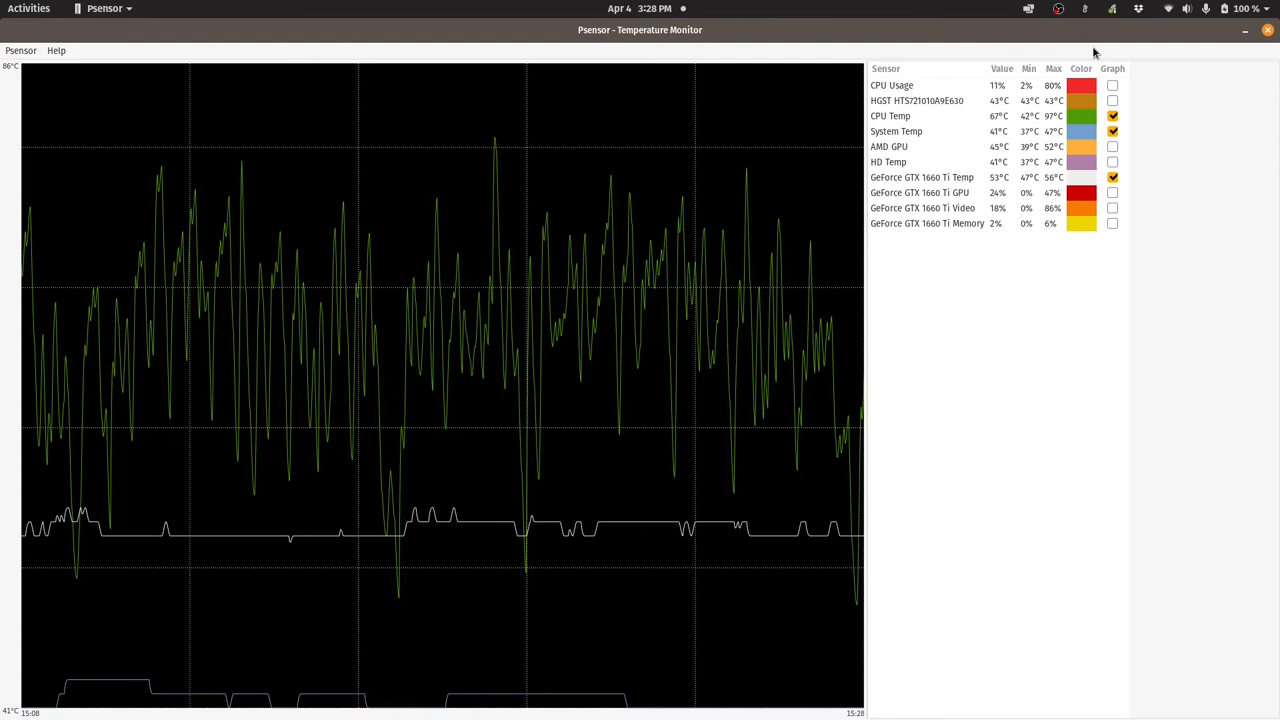 Activities Psensor Apr 4 3:28 PM 100 %
Psensor - Temperature Monitor
Psensor Help
86°C
Sensor Value Min Max Color Graph
CPU Usage 11% 2% 80%
HGST HTS721010A9E630 43°C 43°C 43°C
CPU Temp 67°C 42°C 97°C
System Temp 41°C 37°C 47°C
AMD GPU 45°C 39°C 52°C
HD Temp 41°C 37°C 47°C
GeForce GTX 1660 Ti Temp 53°C 47°C 56°C
GeForce GTX 1660 Ti GPU 24% 0% 47%
GeForce GTX 1660 Ti Video 18% 0% 86%
GeForce GTX 1660 Ti Memory 2% 0% 6%
41°C
15:08 15:28